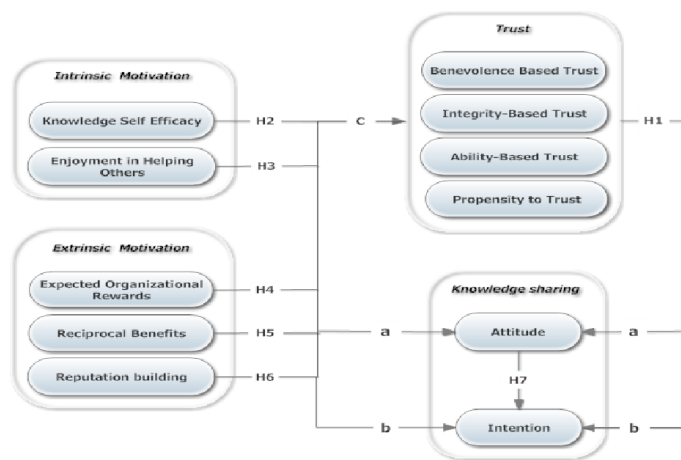 Intrinsic Motivation
Knowledge Self Efficacy
Enjoyment in Helping
Others
H2
H3
C
Trust
Benevolence Based Trust
Integrity-Based Trust
Ability-Based Trust
Propensity to Trust
H1
Extrinsic Motivation
Expected Organizational
Rewards
Reciprocal Benefits
Reputation building
H4
H5
H6
a
b
Knowledge sharing
Attitude
H7
Intention
a
b